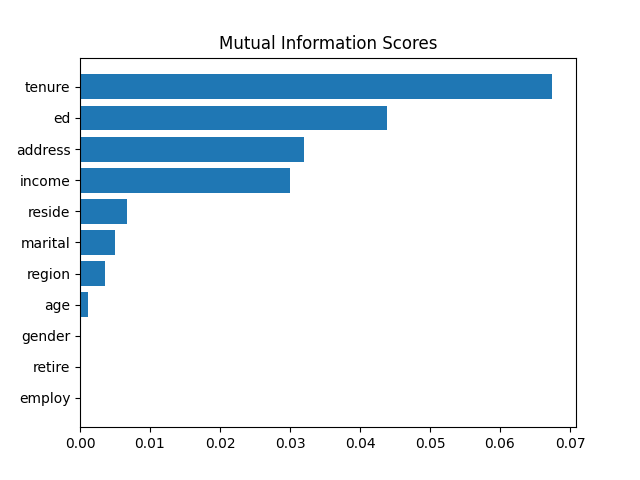 Mutual Information Scores
tenure
ed
address
income
reside
marital
region
age
gender
retire
employ
0.00 0.01 0.02 0.03 0.04 0.05 0.06 0.07